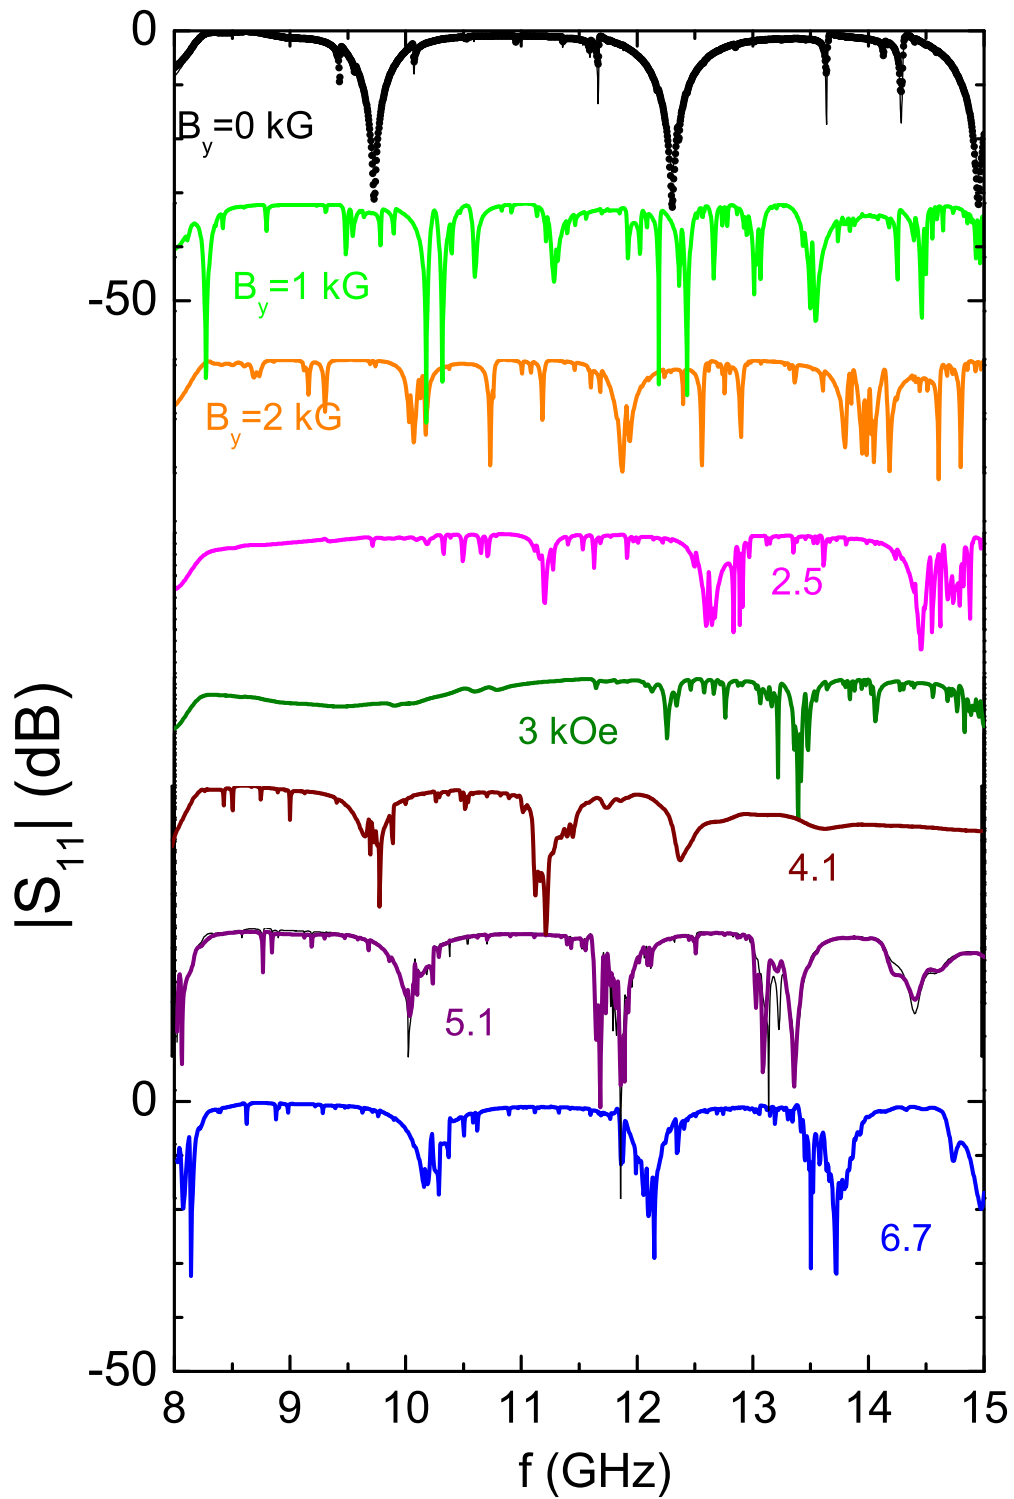 0
B_y=0 kG
-50
B_y=1 kG
B_y=2 kG
2.5
3 kOe
4.1
5.1
0
6.7
-50
8 9 10 11 12 13 14 15
f (GHz)
|S_11| (dB)